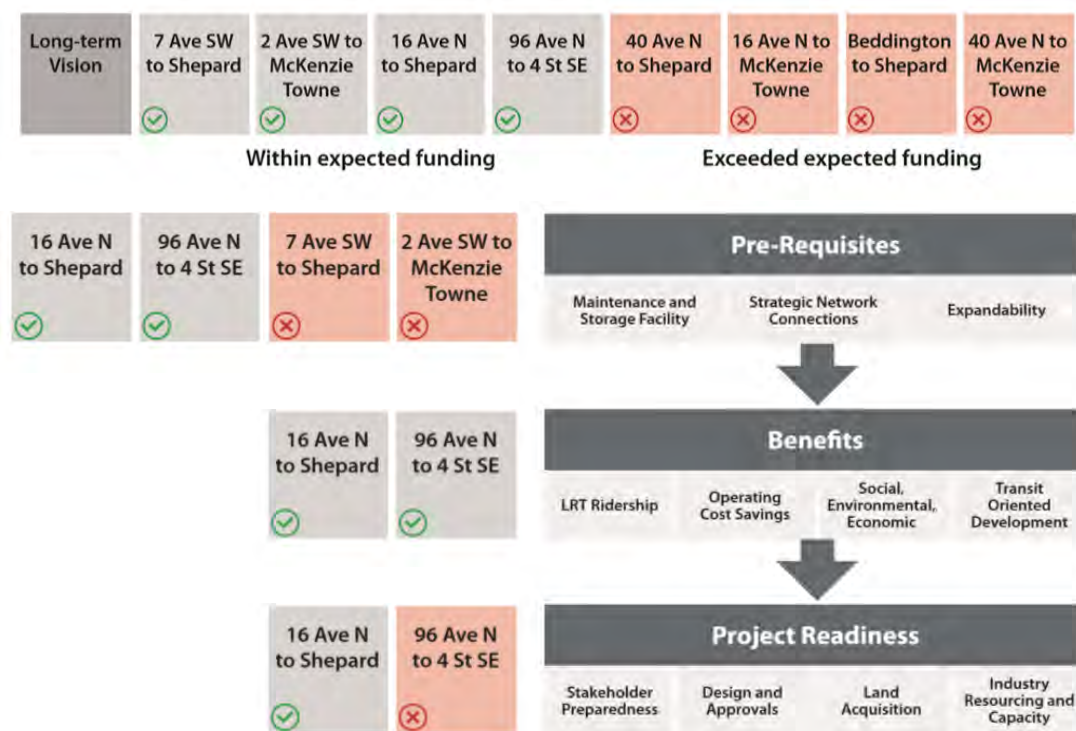 Long-term
Vision
7 Ave SW
to Shepard
2 Ave SW to
McKenzie
Towne
16 Ave N
to Shepard
96 Ave N
to 4 St SE
40 Ave N
to Shepard
16 Ave N to
McKenzie
Towne
Beddington
to Shepard
40 Ave N to
McKenzie
Towne
Within expected funding
Exceeded expected funding
16 Ave N
to Shepard
96 Ave N
to 4 St SE
7 Ave SW
to Shepard
2 Ave SW to
McKenzie
Towne
Pre-Requisites
Maintenance and
Storage Facility
Strategic Network
Connections
Expandability
16 Ave N
to Shepard
96 Ave N
to 4 St SE
Benefits
LRT Ridership
Operating
Cost Savings
Social,
Environmental,
Economic
Transit
Oriented
Development
16 Ave N
to Shepard
96 Ave N
to 4 St SE
Project Readiness
Stakeholder
Preparedness
Design and
Approvals
Land
Acquisition
Industry
Resourcing and
Capacity